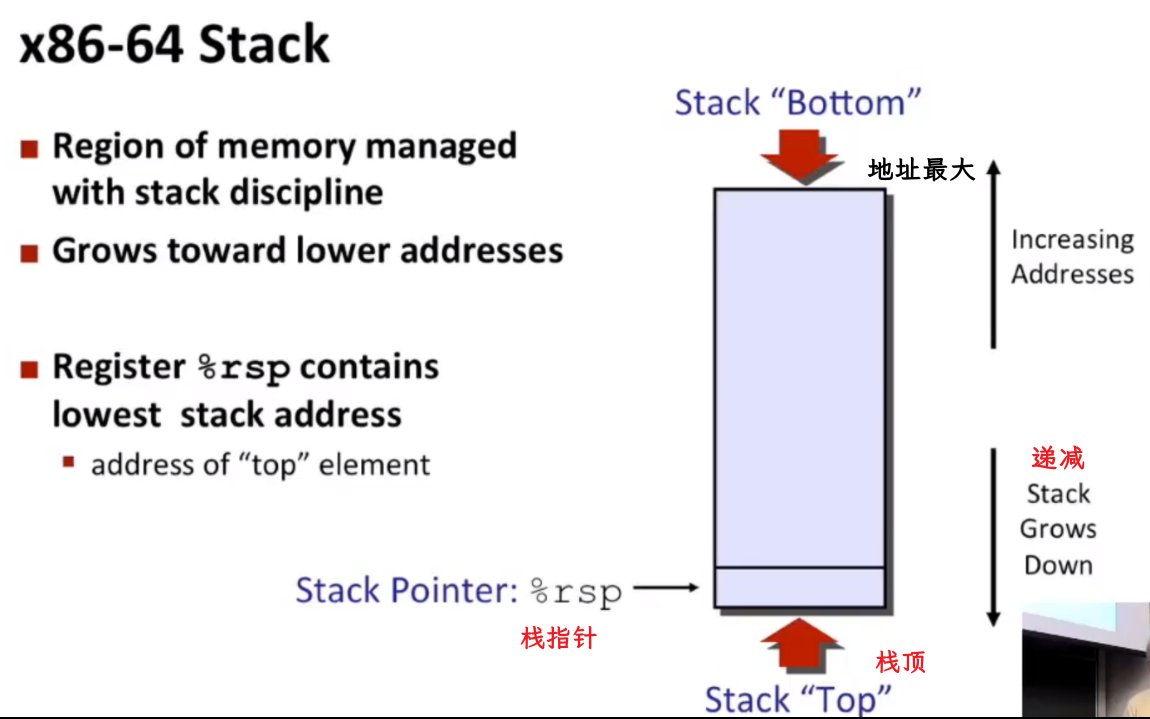 x86-64 Stack
■ Region of memory managed
with stack discipline
■ Grows toward lower addresses
■ Register %rsp contains
lowest stack address
▪ address of “top” element
Stack “Bottom”
地址最大
Increasing
Addresses
递减
Stack
Grows
Down
Stack Pointer: %rsp
栈指针
栈顶
Stack “Top”